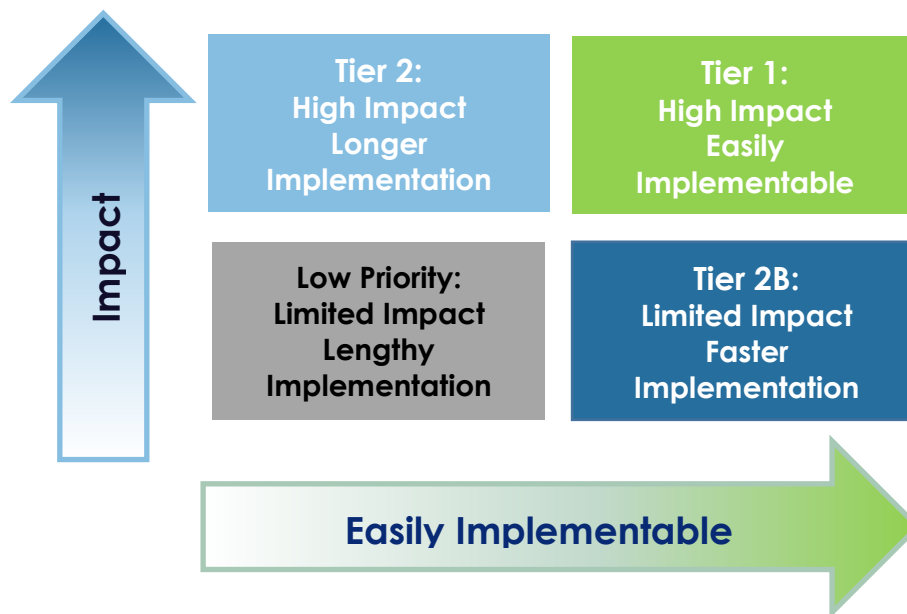 Tier 2:
High Impact
Longer
Implementation
Tier 1:
High Impact
Easily
Implementable
Impact
Low Priority:
Limited Impact
Lengthy
Implementation
Tier 2B:
Limited Impact
Faster
Implementation
Easily Implementable